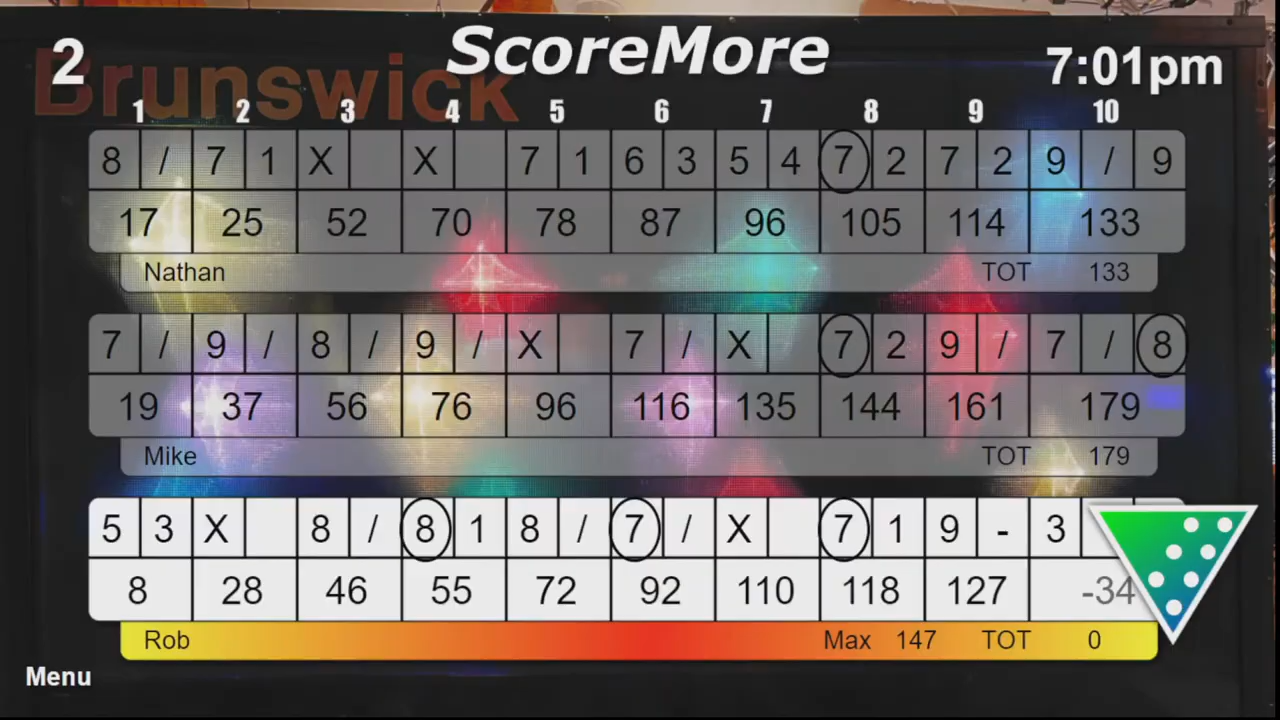 2 ScoreMore 7:01pm
Brunswick
1 2 3 4 5 6 7 8 9 10
8 / 7 1 X X 7 1 6 3 5 4 7 2 7 2 9 / 9
17 25 52 70 78 87 96 105 114 133
Nathan TOT 133
7 / 9 / 8 / 9 / X 7 / X 7 2 9 / 7 / 8
19 37 56 76 96 116 135 144 161 179
Mike TOT 179
5 3 X 8 / 8 1 8 / 7 / X 7 1 9 - 3
8 28 46 55 72 92 110 118 127 -34
Rob Max 147 TOT 0
Menu